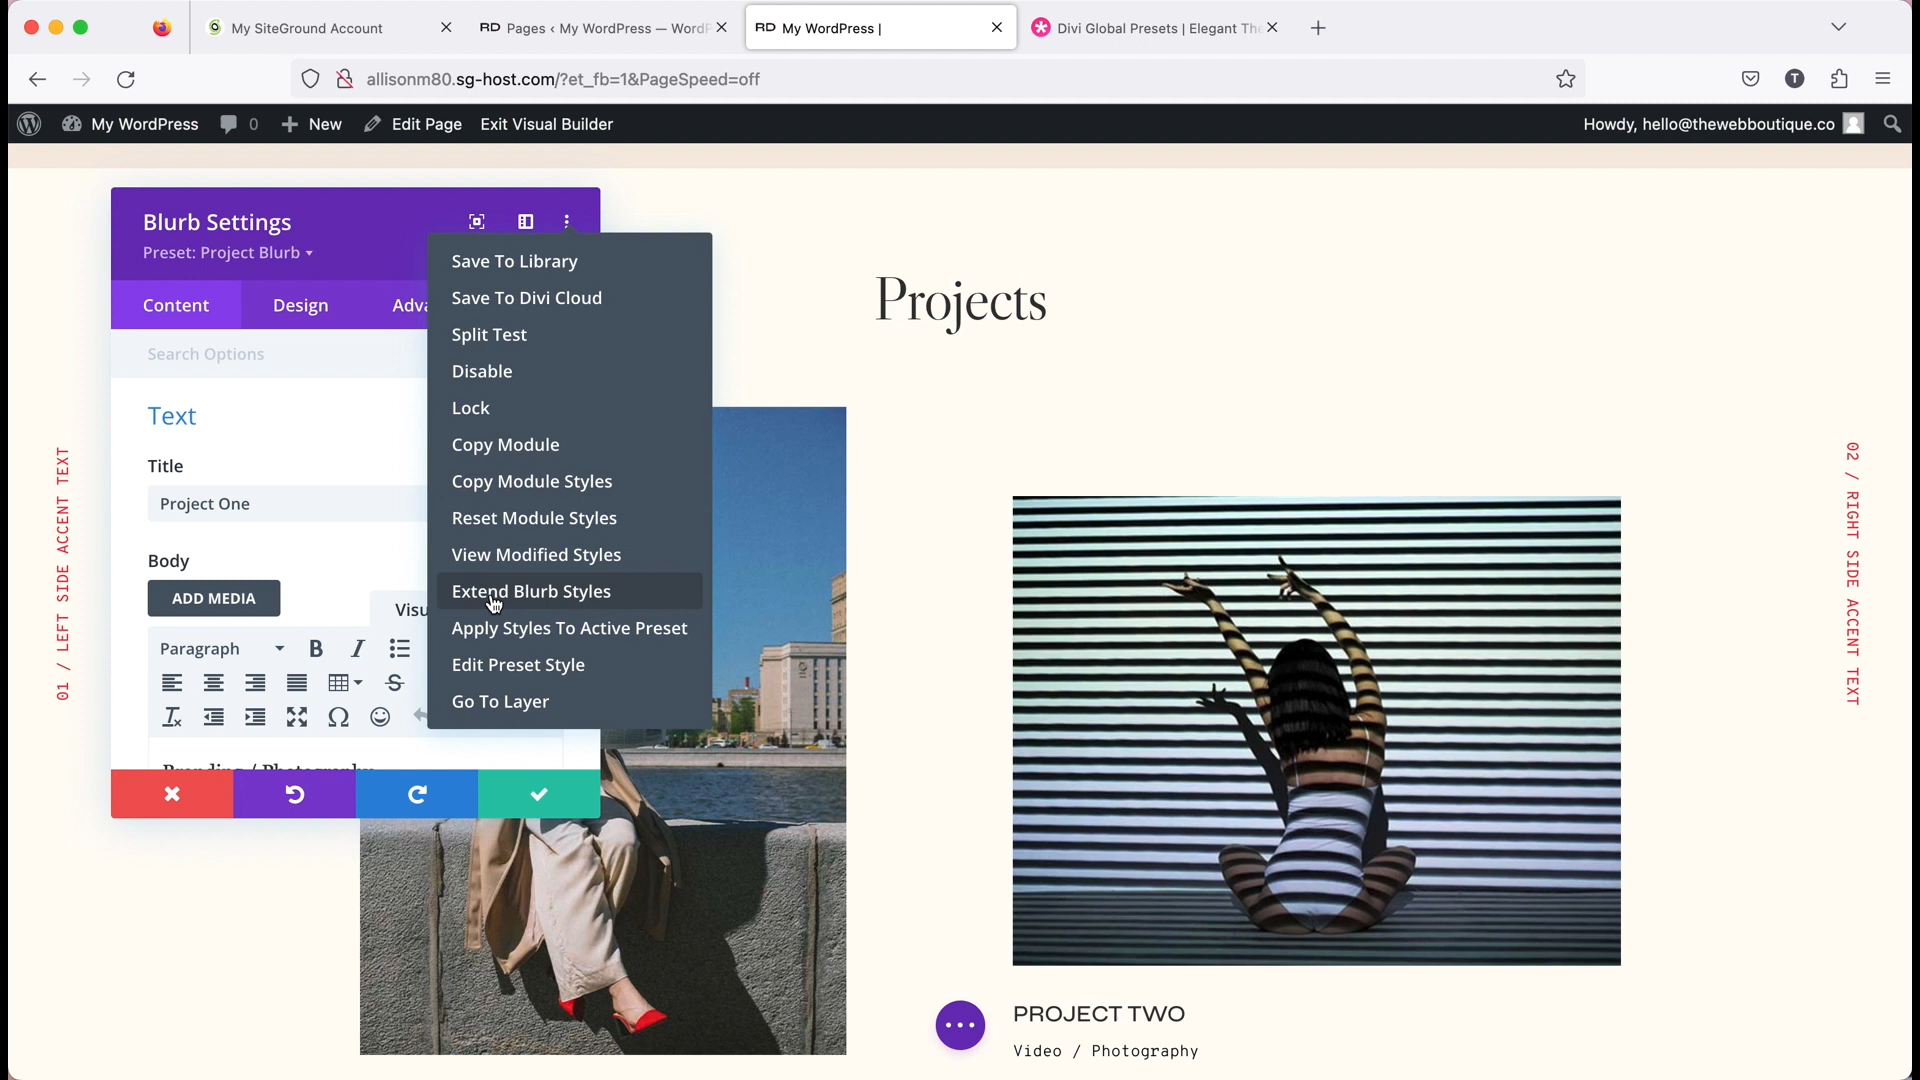 My SiteGround Account
RD Pages ‹ My WordPress — WordP
RD My WordPress |
Divi Global Presets | Elegant The
allisonm80.sg-host.com/?et_fb=1&PageSpeed=off
T
My WordPress
0
New
Edit Page
Exit Visual Builder
Howdy, hello@thewebboutique.co
Blurb Settings
Preset: Project Blurb
Content
Design
Adva
Search Options
Text
Title
Project One
Body
ADD MEDIA
Visu
Paragraph
B
I
Save To Library
Save To Divi Cloud
Split Test
Disable
Lock
Copy Module
Copy Module Styles
Reset Module Styles
View Modified Styles
Extend Blurb Styles
Apply Styles To Active Preset
Edit Preset Style
Go To Layer
Branding / Photography
Projects
01 / LEFT SIDE ACCENT TEXT
02 / RIGHT SIDE ACCENT TEXT
PROJECT TWO
Video / Photography